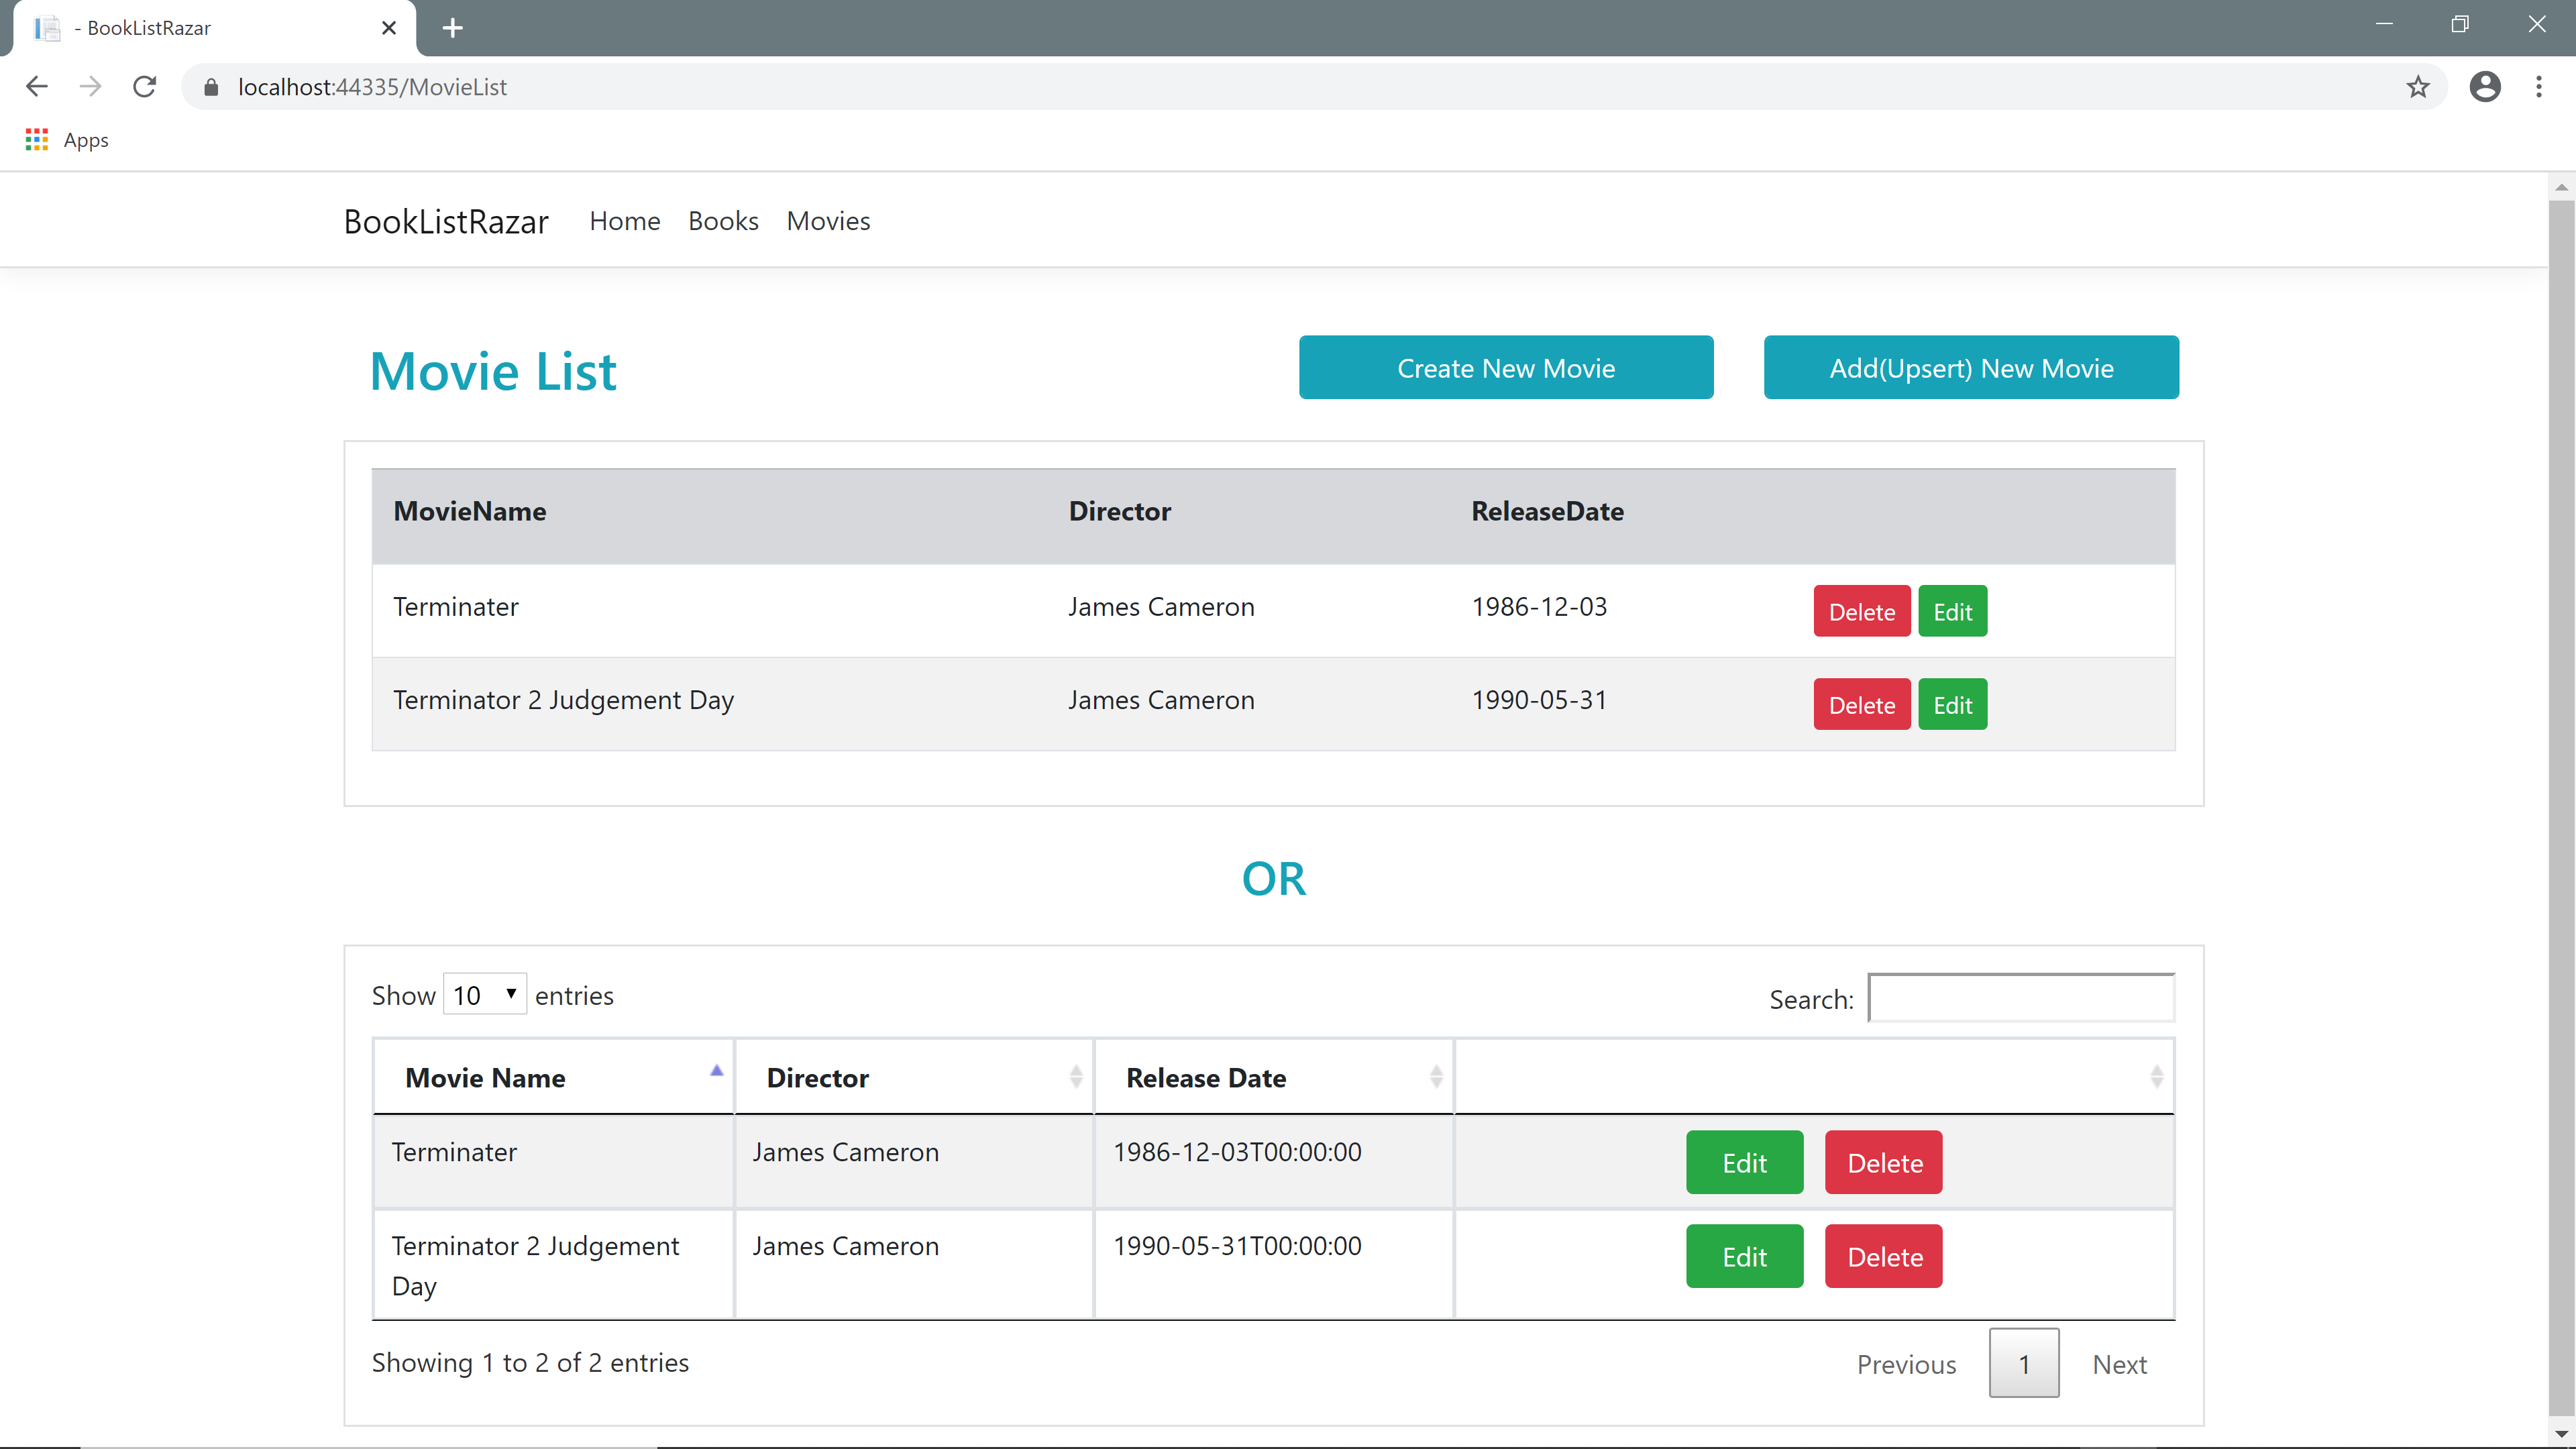 - BookListRazar
localhost:44335/MovieList
Apps
BookListRazar Home Books Movies
Movie List Create New Movie Add(Upsert) New Movie
MovieName Director ReleaseDate
Terminater James Cameron 1986-12-03 Delete Edit
Terminator 2 Judgement Day James Cameron 1990-05-31 Delete Edit
OR
Show 10 entries Search:
Movie Name Director Release Date
Terminater James Cameron 1986-12-03T00:00:00 Edit Delete
Terminator 2 Judgement James Cameron 1990-05-31T00:00:00 Edit Delete
Day
Showing 1 to 2 of 2 entries Previous 1 Next